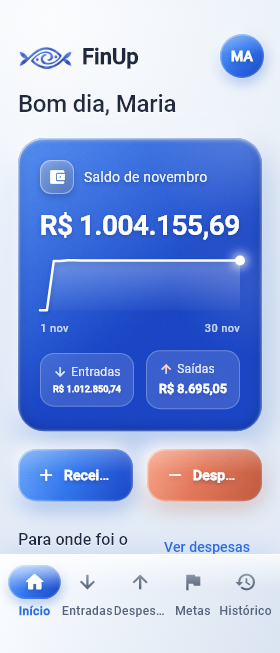 FinUp
MA
Bom dia, Maria
Saldo de novembro
R$ 1.004.155,69
1 nov
30 nov
Entradas
R$ 1.012.850,74
Saídas
R$ 8.695,05
Recei...
Desp...
Para onde foi o
Ver despesas
Início
Entradas
Despes...
Metas
Histórico